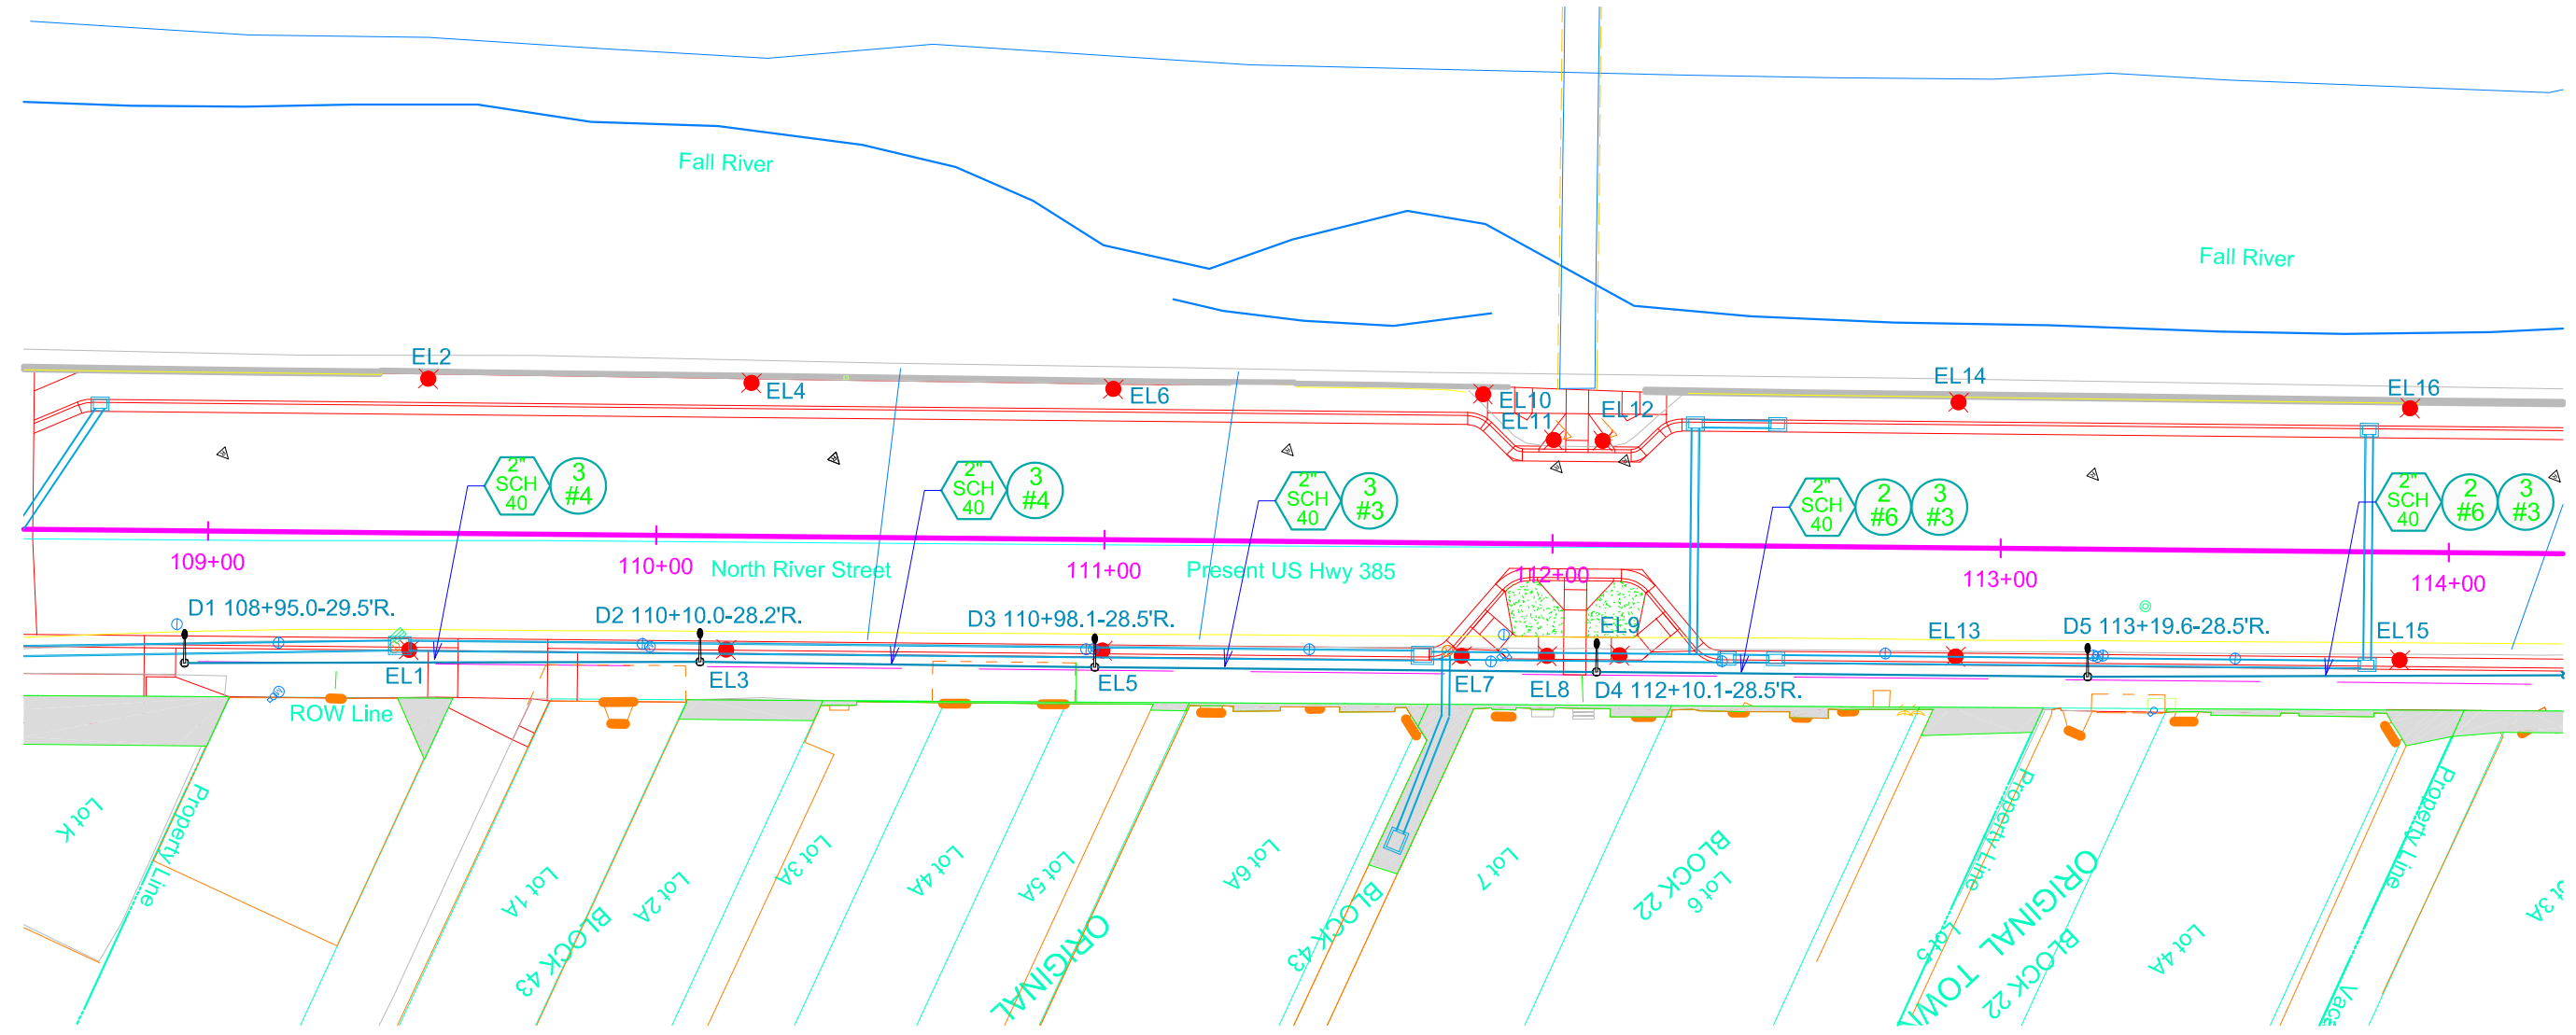 Fall River
Fall River
EL2
EL4
EL6
EL10
EL11
EL12
EL14
EL16
2"
SCH
40
3
#4
2"
SCH
40
3
#4
2"
SCH
40
3
#3
2"
SCH
40
2
#6
3
#3
2"
SCH
40
2
#6
3
#3
109+00
110+00
North River Street
111+00
Present US Hwy 385
112+00
113+00
114+00
D1 108+95.0-29.5'R.
D2 110+10.0-28.2'R.
D3 110+98.1-28.5'R.
EL9
EL13
D5 113+19.6-28.5'R.
EL15
EL1
EL3
EL5
EL7
EL8
D4 112+10.1-28.5'R.
ROW Line
Lot K
Property Line
Lot 1A
BLOCK 43
Lot 2A
Lot 3A
Lot 4A
Lot 5A
ORIGINAL
Lot 6A
BLOCK 43
Lot 7
Lot 6
BLOCK 22
Lot 5
Property Line
ORIGINAL TOWN
BLOCK 22
Lot 4A
Property Line
Vaca
ot 3A